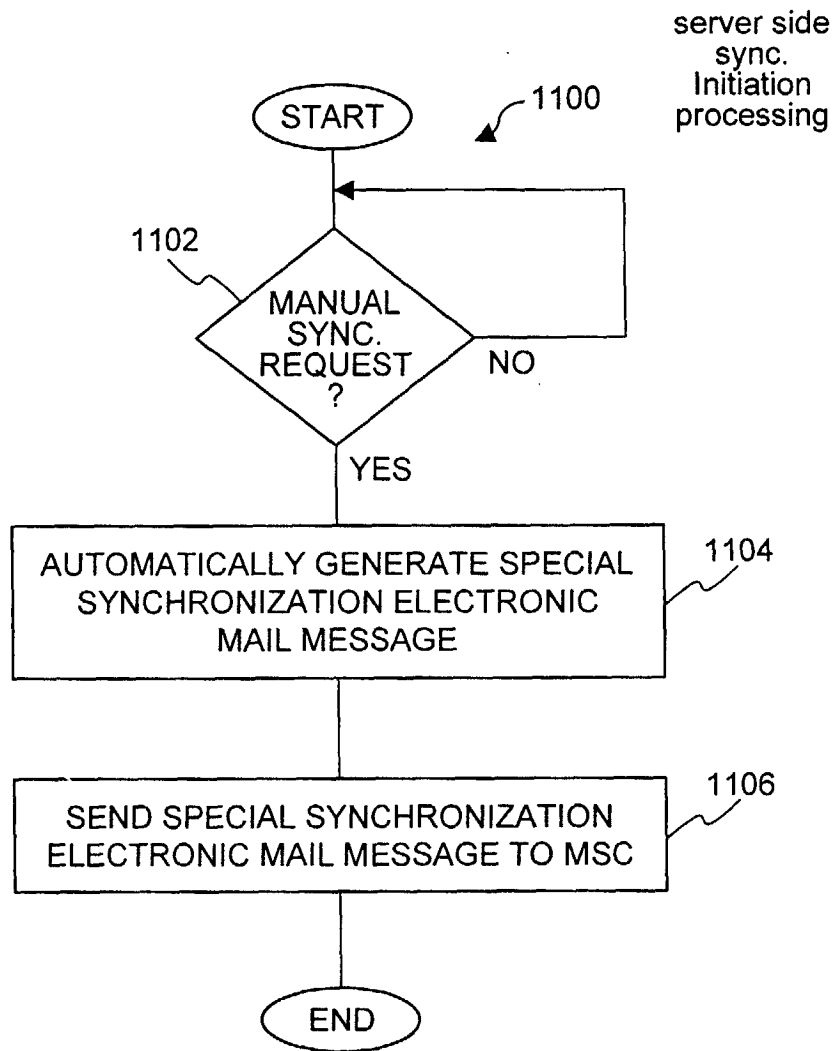 server side
sync.
Initiation
processing
1100
START
1102
MANUAL
SYNC.
REQUEST
?
NO
YES
1104
AUTOMATICALLY GENERATE SPECIAL
SYNCHRONIZATION ELECTRONIC
MAIL MESSAGE
1106
SEND SPECIAL SYNCHRONIZATION
ELECTRONIC MAIL MESSAGE TO MSC
END